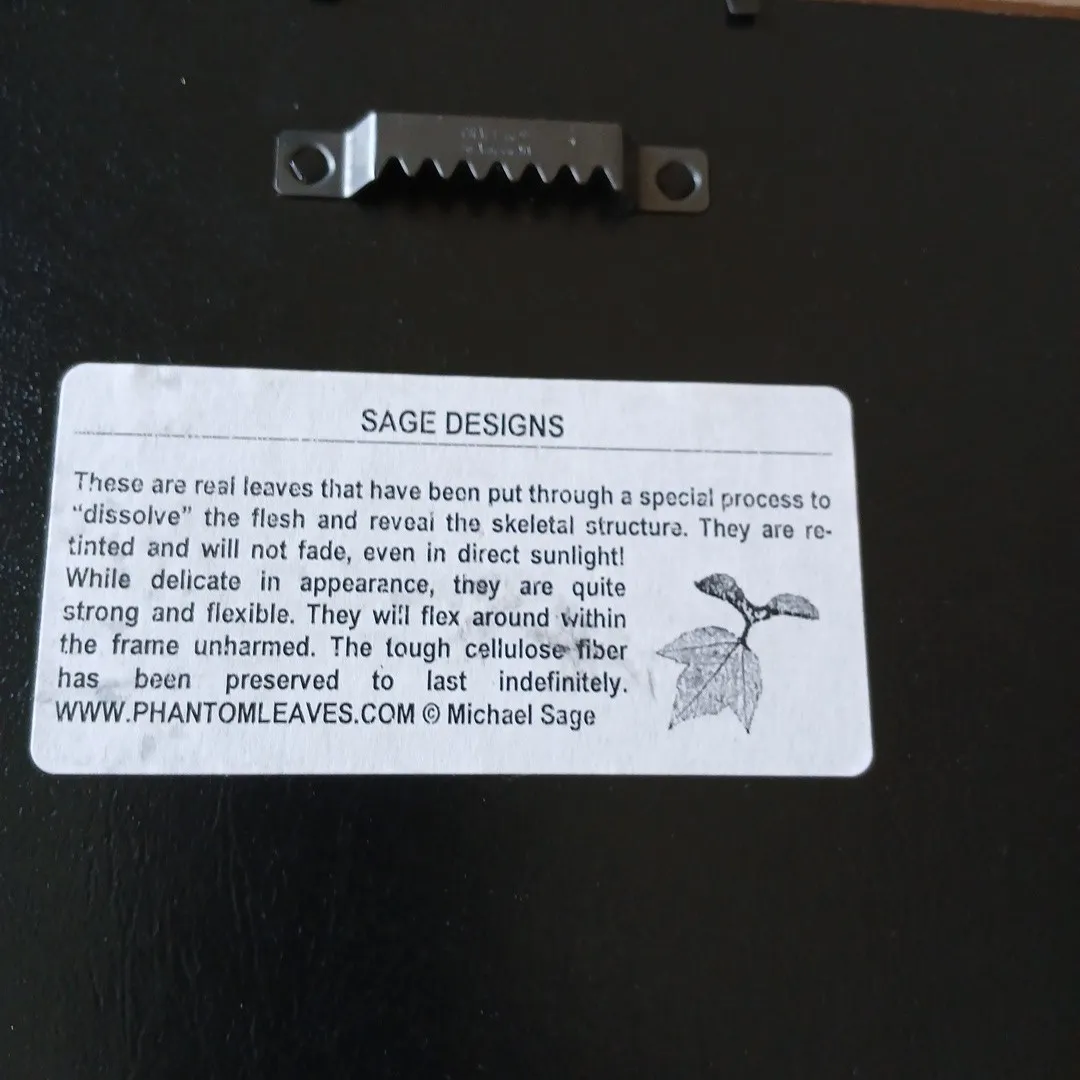 SAGE DESIGNS
These are real leaves that have been put through a special process to
“dissolve” the flesh and reveal the skeletal structure. They are re-
tinted and will not fade, even in direct sunlight!
While delicate in appearance, they are quite
strong and flexible. They will flex around within
the frame unharmed. The tough cellulose fiber
has been preserved to last indefinitely.
WWW.PHANTOMLEAVES.COM © Michael Sage